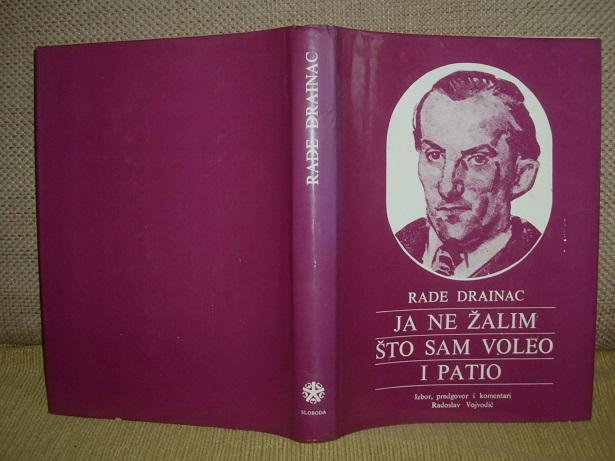 RADE DRAINAC
SLOBODA
RADE DRAINAC
JA NE ŽALIM
ŠTO SAM VOLEO
I PATIO
Izbor, predgovor i komentari
Radoslav Vojvodić